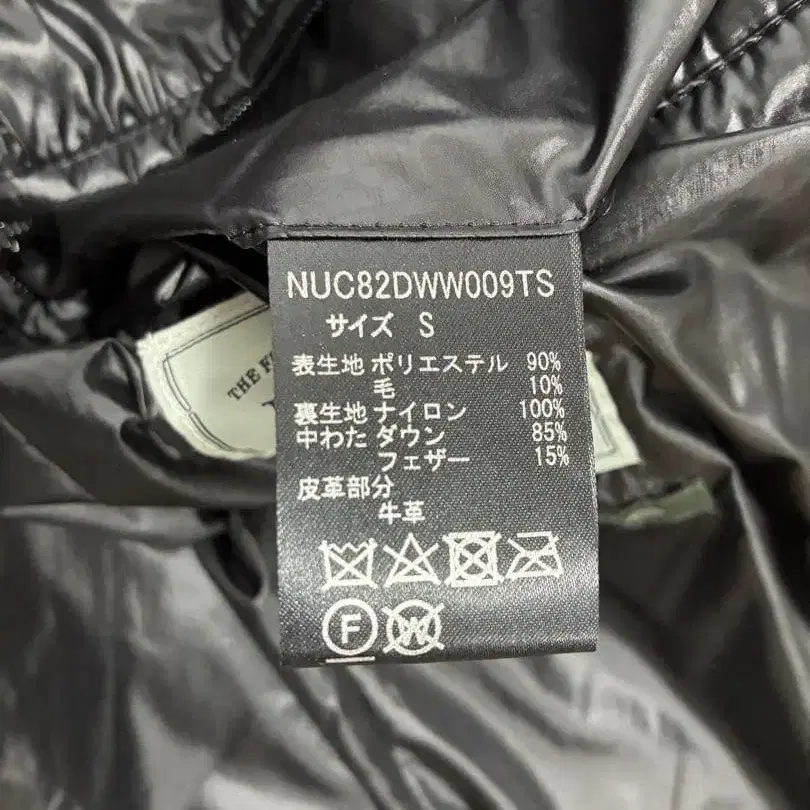 NUC82DWW009TS
サイズ S
表生地 ポリエステル 90%
毛 10%
裏生地 ナイロン 100%
中わた ダウン 85%
フェザー 15%
皮革部分
牛革
F W
THE